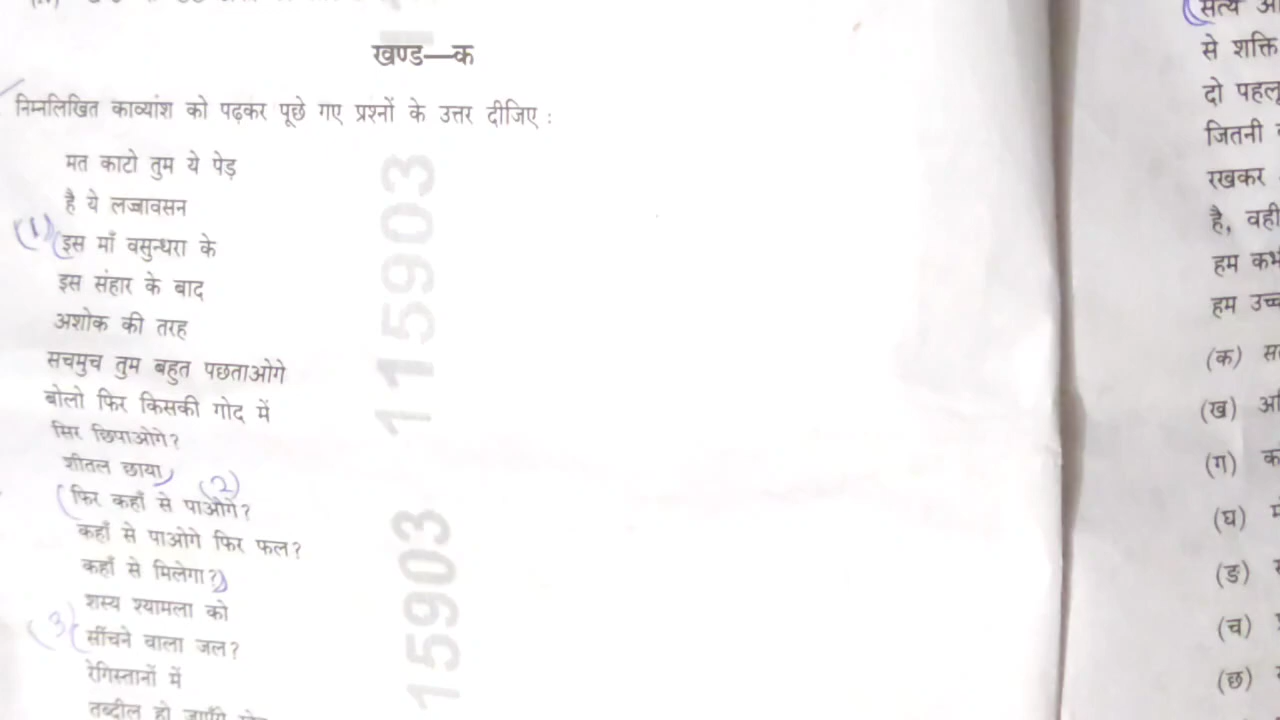 खण्ड—क
निम्नलिखित काव्यांश को पढ़कर पूछे गए प्रश्नों के उत्तर दीजिए :
मत काटो तुम ये पेड़
है ये लज्जावसन
(1) (इस माँ वसुन्धरा के
इस संहार के बाद
अशोक की तरह
सचमुच तुम बहुत पछताओगे
बोलो फिर किसकी गोद में
सिर छिपाओगे?
शीतल छाया)
(2)
(फिर कहाँ से पाओगे?
कहाँ से पाओगे फिर फल?
कहाँ से मिलेगा?)
शस्य श्यामला को
(3) (सींचने वाला जल?
रेगिस्तानों में
तब्दील हो जाएँगे
115903
15903
(सत्य
से शक्ति
दो पहलू
जितनी
रखकर
है, वही
हम कभी
हम उच्च
(क)
(ख)
(ग)
(घ)
(ङ)
(च)
(छ)